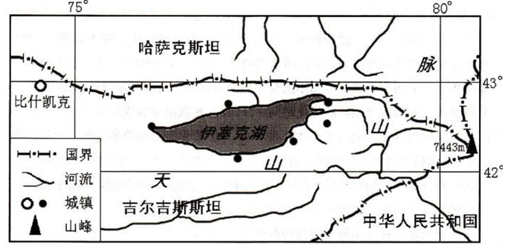 75°
80°
哈萨克斯坦
脉
43°
比什凯克
伊塞克湖
山
7443m
国界
河流
城镇
山峰
天
山
42°
吉尔吉斯斯坦
中华人民共和国